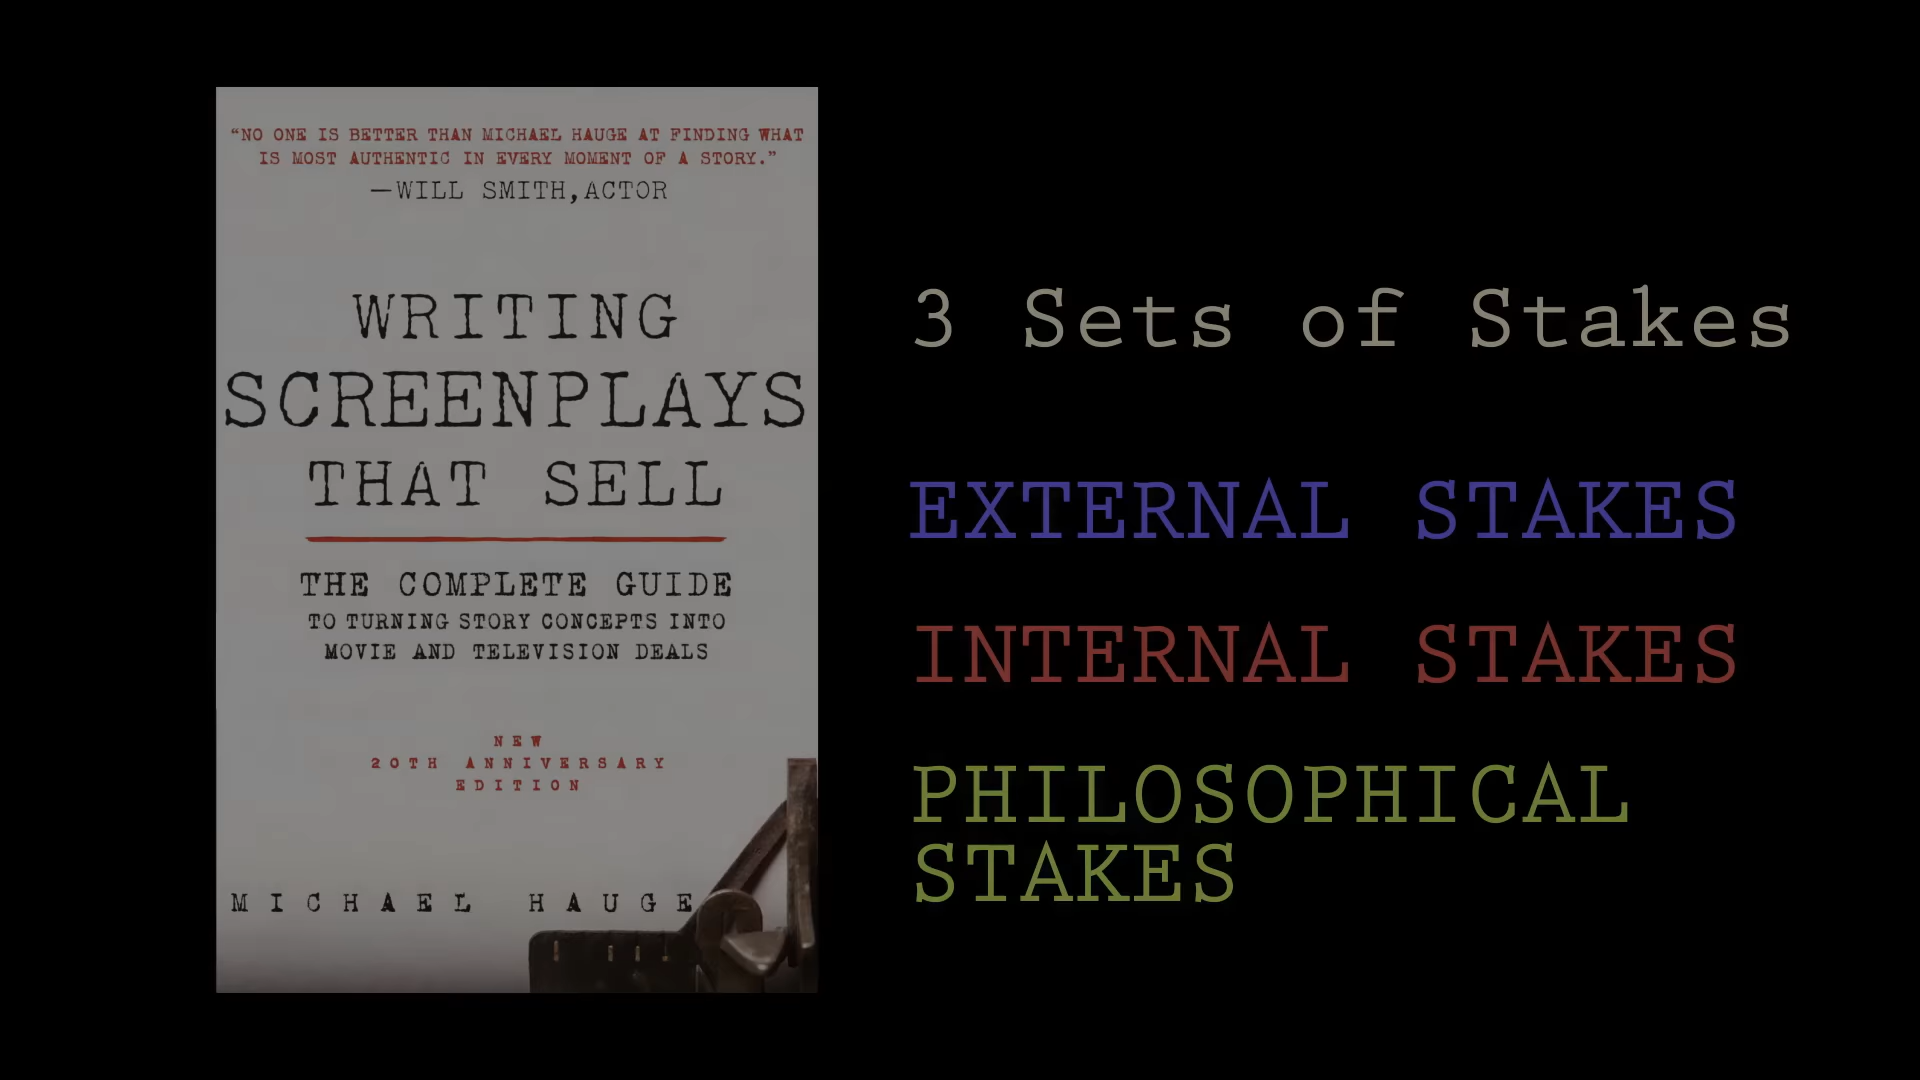 “NO ONE IS BETTER THAN MICHAEL HAUGE AT FINDING WHAT
IS MOST AUTHENTIC IN EVERY MOMENT OF A STORY.”
—WILL SMITH, ACTOR
WRITING
SCREENPLAYS
THAT SELL
THE COMPLETE GUIDE
TO TURNING STORY CONCEPTS INTO
MOVIE AND TELEVISION DEALS
NEW
20TH ANNIVERSARY
EDITION
MICHAEL HAUGE
3 Sets of Stakes
EXTERNAL STAKES
INTERNAL STAKES
PHILOSOPHICAL
STAKES